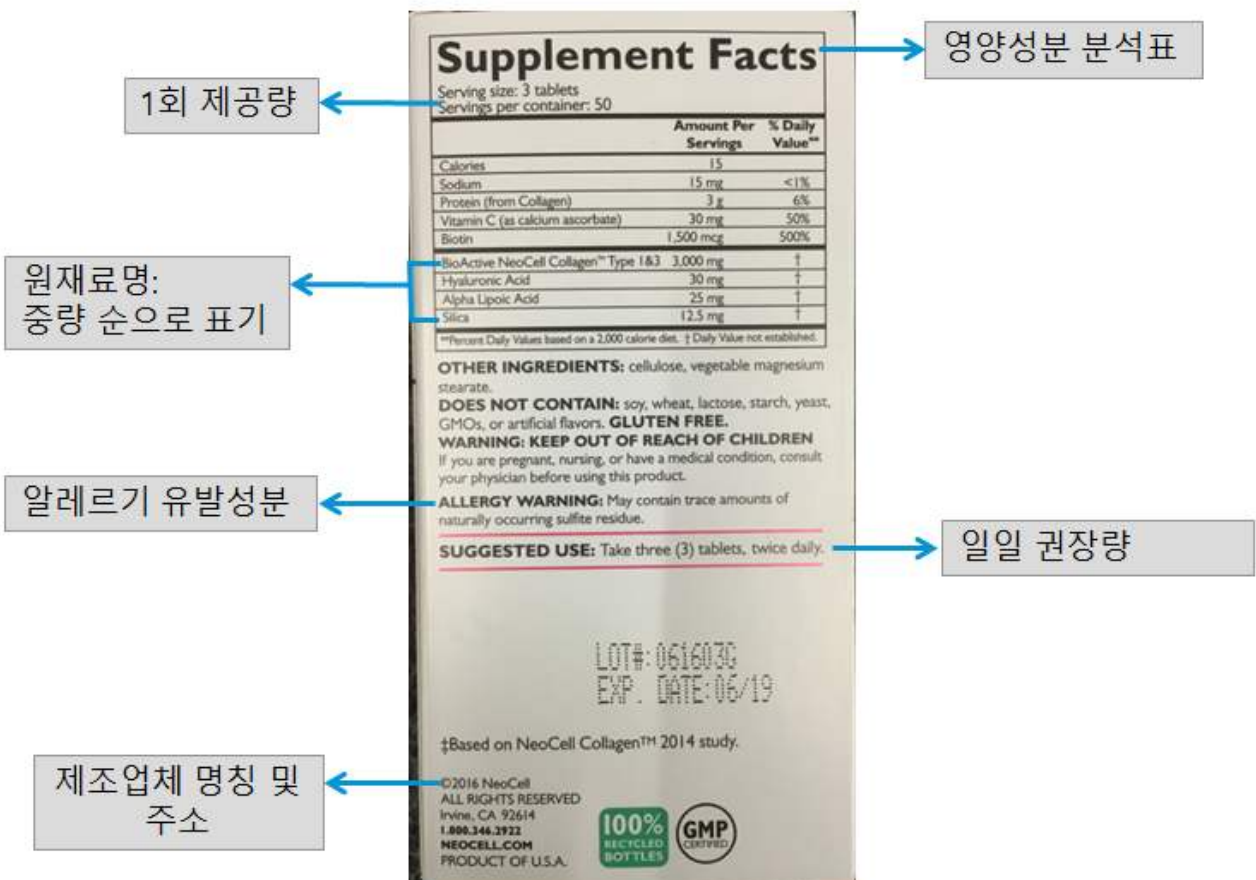 Supplement Facts
영양성분 분석표
1회 제공량
Serving size: 3 tablets
Servings per container: 50
Amount Per Servings % Daily Value**
Calories 15
Sodium 15 mg <1%
Protein (from Collagen) 3 g 6%
Vitamin C (as calcium ascorbate) 30 mg 50%
Biotin 1,500 mcg 500%
원재료명:
중량 순으로 표기
BioActive NeoCell Collagen™ Type 1&3 3,000 mg †
Hyaluronic Acid 30 mg †
Alpha Lipoic Acid 25 mg †
Silica 12.5 mg †
**Percent Daily Values based on a 2,000 calorie diet. † Daily Value not established.
OTHER INGREDIENTS: cellulose, vegetable magnesium
stearate.
DOES NOT CONTAIN: soy, wheat, lactose, starch, yeast,
GMOs, or artificial flavors. GLUTEN FREE.
WARNING: KEEP OUT OF REACH OF CHILDREN
If you are pregnant, nursing, or have a medical condition, consult
your physician before using this product.
알레르기 유발성분
ALLERGY WARNING: May contain trace amounts of
naturally occurring sulfite residue.
SUGGESTED USE: Take three (3) tablets, twice daily.
일일 권장량
LOT#:061603G
EXP. DATE:06/19
‡Based on NeoCell Collagen™ 2014 study.
제조업체 명칭 및
주소
©2016 NeoCell
ALL RIGHTS RESERVED
Irvine, CA 92614
1.800.346.2922
NEOCELL.COM
PRODUCT OF U.S.A.
100%
RECYCLED
BOTTLES
GMP
CERTIFIED